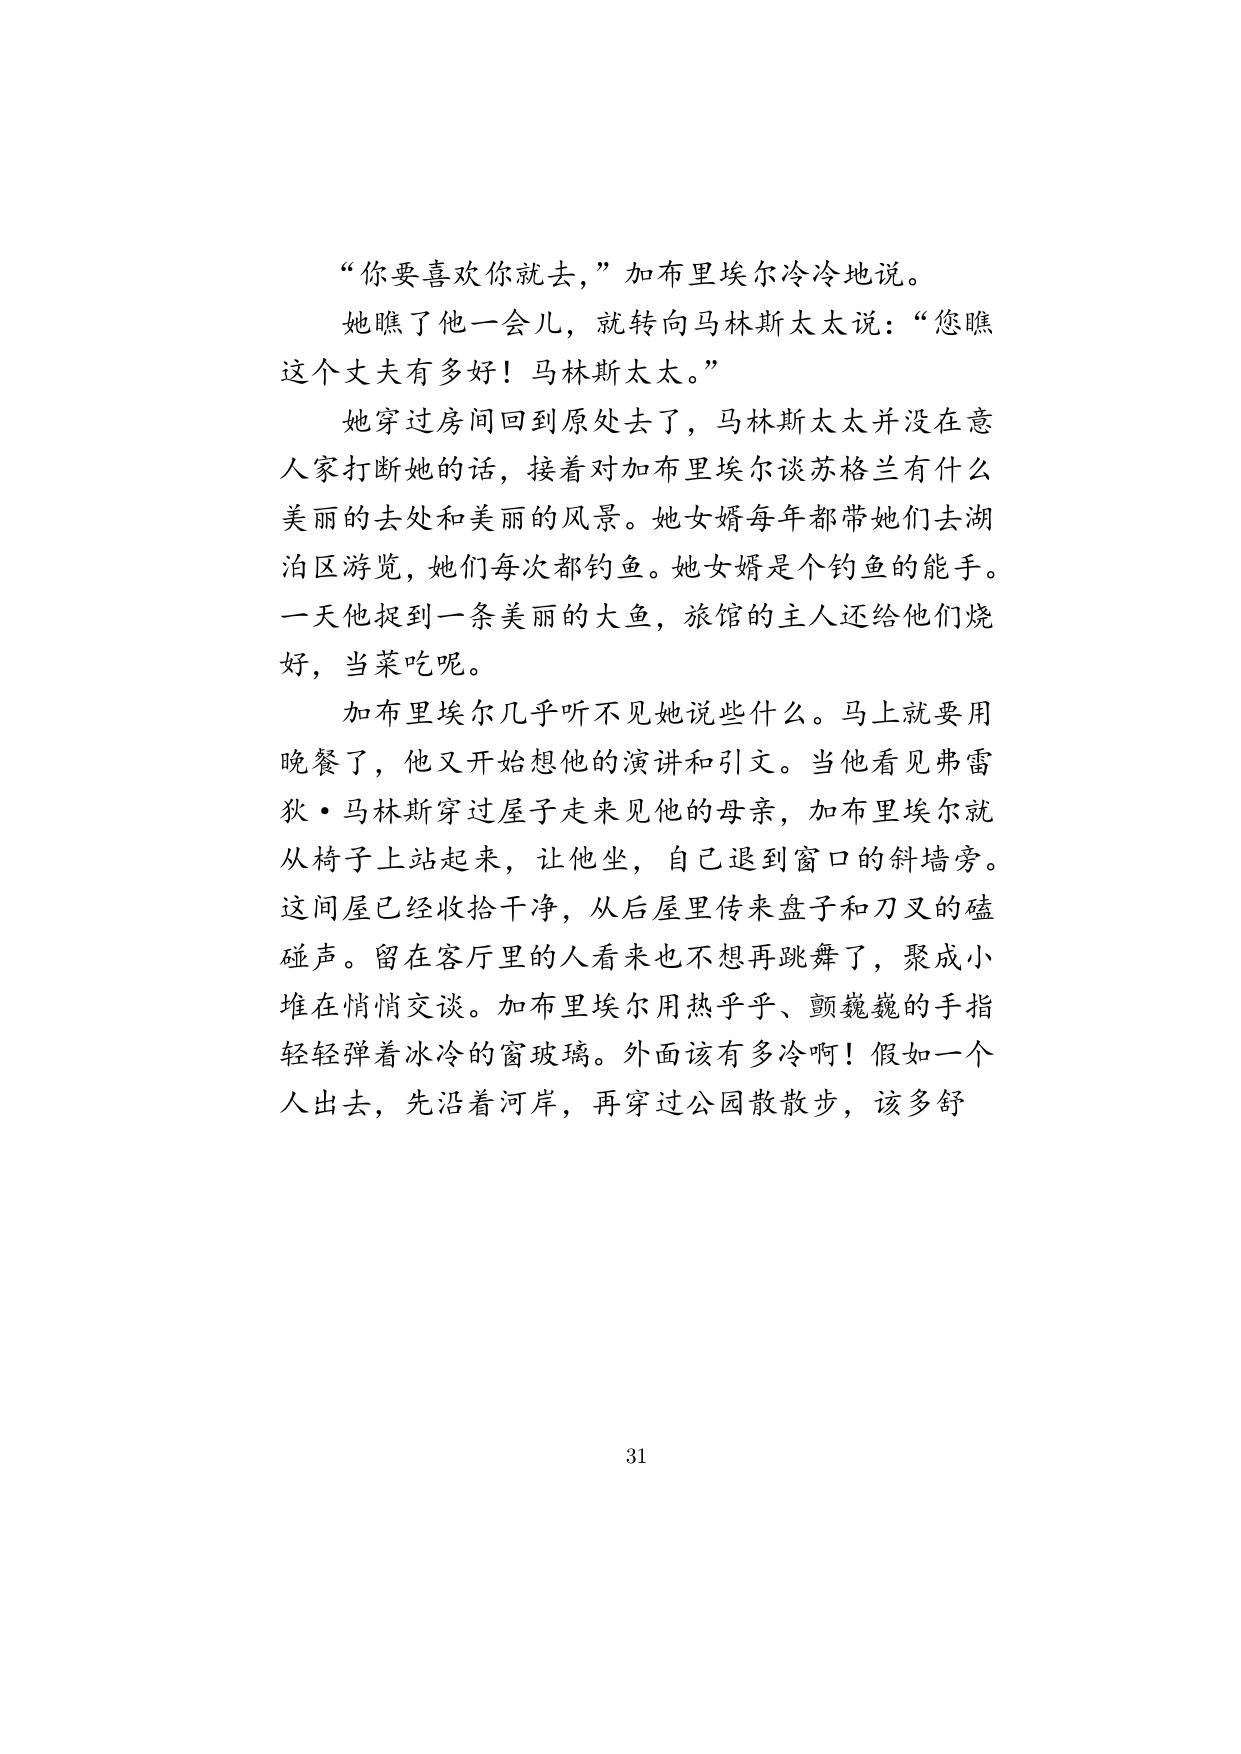 “你要喜欢你就去，”加布里埃尔冷冷地说。
她瞧了他一会儿，就转向马林斯太太说：“您瞧
这个丈夫有多好！马林斯太太。”
她穿过房间回到原处去了，马林斯太太并没在意
人家打断她的话，接着对加布里埃尔谈苏格兰有什么
美丽的去处和美丽的风景。她女婿每年都带她们去湖
泊区游览，她们每次都钓鱼。她女婿是个钓鱼的能手。
一天他捉到一条美丽的大鱼，旅馆的主人还给他们烧
好，当菜吃呢。
加布里埃尔几乎听不见她说些什么。马上就要用
晚餐了，他又开始想他的演讲和引文。当他看见弗雷
狄·马林斯穿过屋子走来见他的母亲，加布里埃尔就
从椅子上站起来，让他坐，自己退到窗口的斜墙旁。
这间屋已经收拾干净，从后屋里传来盘子和刀叉的磕
碰声。留在客厅里的人看来也不想再跳舞了，聚成小
堆在悄悄交谈。加布里埃尔用热乎乎、颤巍巍的手指
轻轻弹着冰冷的窗玻璃。外面该有多冷啊！假如一个
人出去，先沿着河岸，再穿过公园散散步，该多舒
31